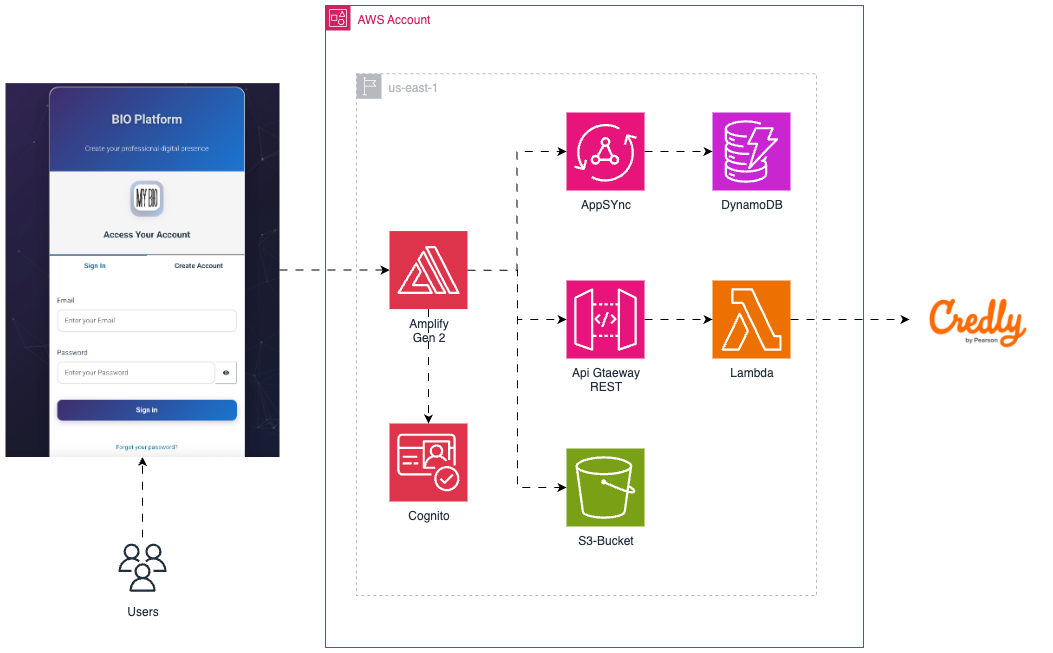 AWS Account
us-east-1
BIO Platform
Create your professional digital presence
MY BIO
Access Your Account
Sign In
Create Account
Email
Enter your Email
Password
Enter your Password
Sign in
Forgot your password?
Users
Amplify
Gen 2
Cognito
AppSYnc
DynamoDB
Api Gtaeway
REST
</>
Lambda
S3-Bucket
Credly
by Pearson